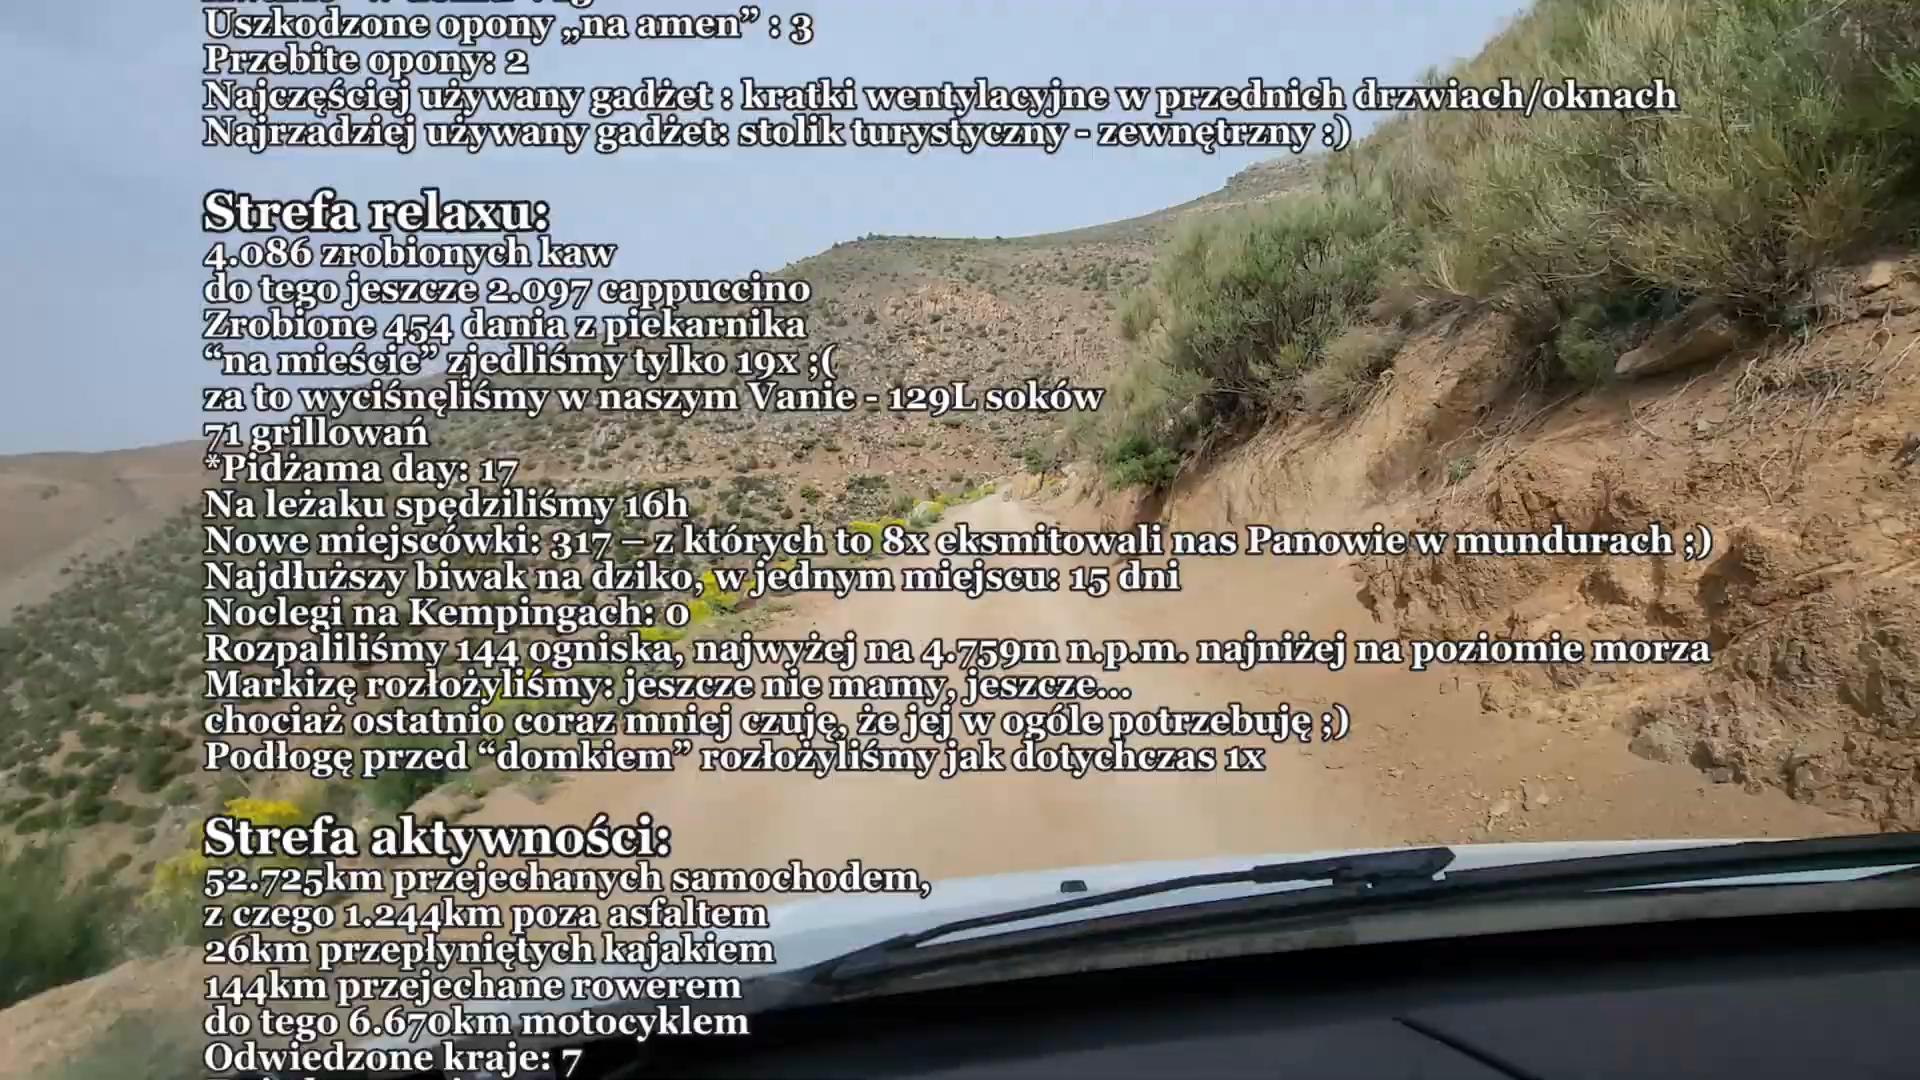 Uszkodzone opony „na amen” : 3
Przebite opony: 2
Najczęściej używany gadżet : kratki wentylacyjne w przednich drzwiach/oknach
Najrzadziej używany gadżet: stolik turystyczny - zewnętrzny :)
Strefa relaxu:
4.086 zrobionych kaw
do tego jeszcze 2.097 cappuccino
Zrobione 454 dania z piekarnika
“na mieście” zjedliśmy tylko 19x ;(
za to wyciśnęliśmy w naszym Vanie - 129L soków
71 grillowań
*Pidżama day: 17
Na leżaku spędziliśmy 16h
Nowe miejscówki: 317 – z których to 8x eksmitowali nas Panowie w mundurach ;)
Najdłuższy biwak na dziko, w jednym miejscu: 15 dni
Noclegi na Kempingach: 0
Rozpaliliśmy 144 ogniska, najwyżej na 4.759m n.p.m. najniżej na poziomie morza
Markizę rozłożyliśmy: jeszcze nie mamy, jeszcze...
chociaż ostatnio coraz mniej czuję, że jej w ogóle potrzebuję ;)
Podłogę przed “domkiem” rozłożyliśmy jak dotychczas 1x
Strefa aktywności:
52.725km przejechanych samochodem,
z czego 1.244km poza asfaltem
26km przepłyniętych kajakiem
144km przejechane rowerem
do tego 6.670km motocyklem
Odwiedzone kraje: 7